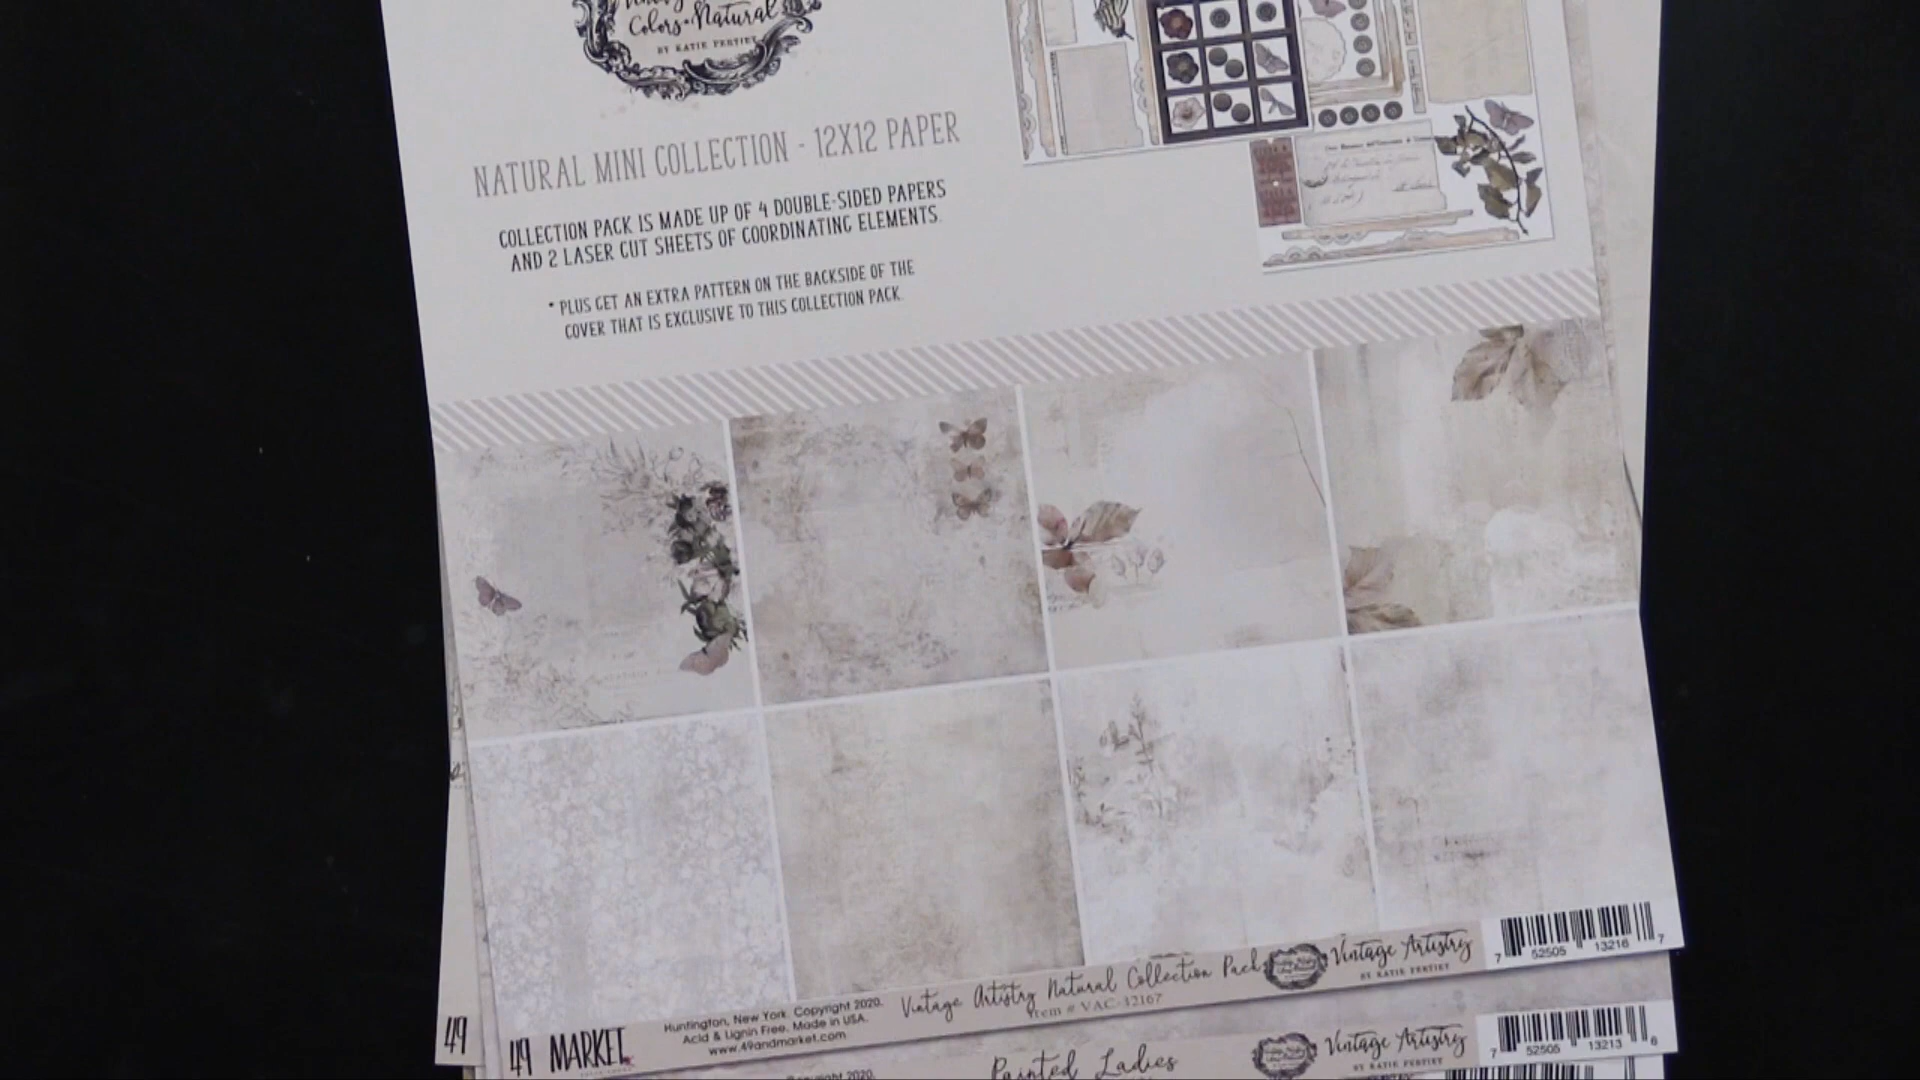 Colors-Natural
BY KATIE PERTIET
NATURAL MINI COLLECTION - 12X12 PAPER
COLLECTION PACK IS MADE UP OF 4 DOUBLE-SIDED PAPERS
AND 2 LASER CUT SHEETS OF COORDINATING ELEMENTS.
• PLUS GET AN EXTRA PATTERN ON THE BACKSIDE OF THE
COVER THAT IS EXCLUSIVE TO THIS COLLECTION PACK.
49 MARKET
Huntington, New York. Copyright 2020.
Acid & Lignin Free. Made in USA.
www.49andmarket.com
Vintage Artistry Natural Collection Pack
Item # VAC-32167
Vintage Artistry
BY KATIE PERTIET
7 52505 13216 7
49
Copyright 2020.
Painted Ladies
Vintage Artistry
BY KATIE PERTIET
7 52505 13213 6